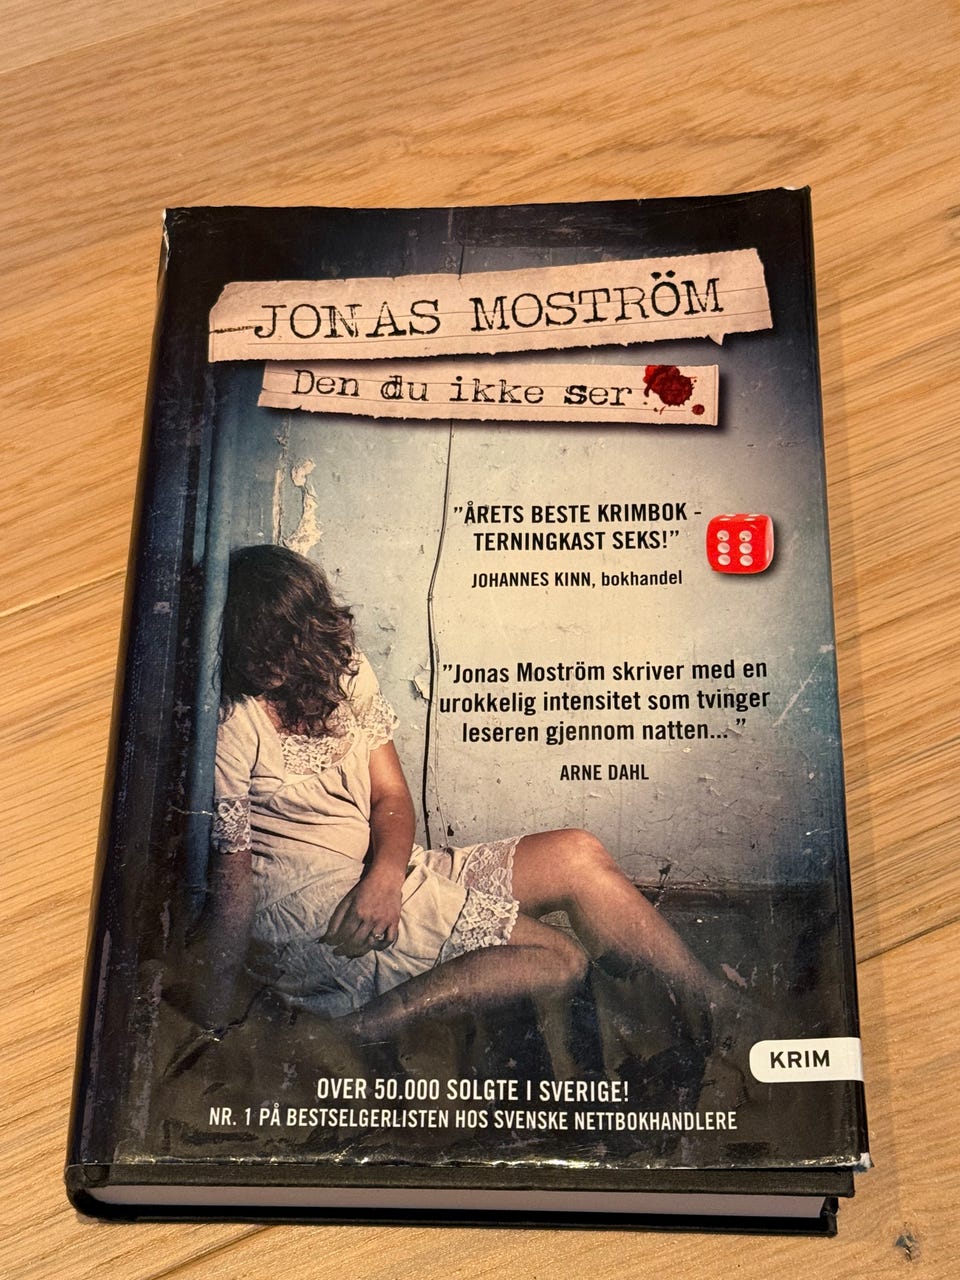 JONAS MOSTRÖM
Den du ikke ser
”ÅRETS BESTE KRIMBOK -
TERNINGKAST SEKS!”
JOHANNES KINN, bokhandel
”Jonas Moström skriver med en
urokkelig intensitet som tvinger
leseren gjennom natten... ”
ARNE DAHL
KRIM
OVER 50.000 SOLGTE I SVERIGE!
NR. 1 PÅ BESTSELGERLISTEN HOS SVENSKE NETTBOKHANDLERE